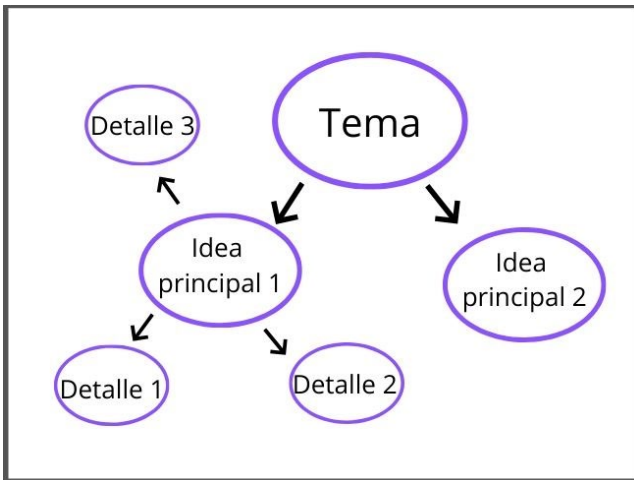 Tema
Detalle 3
Idea
principal 1
Idea
principal 2
Detalle 1
Detalle 2